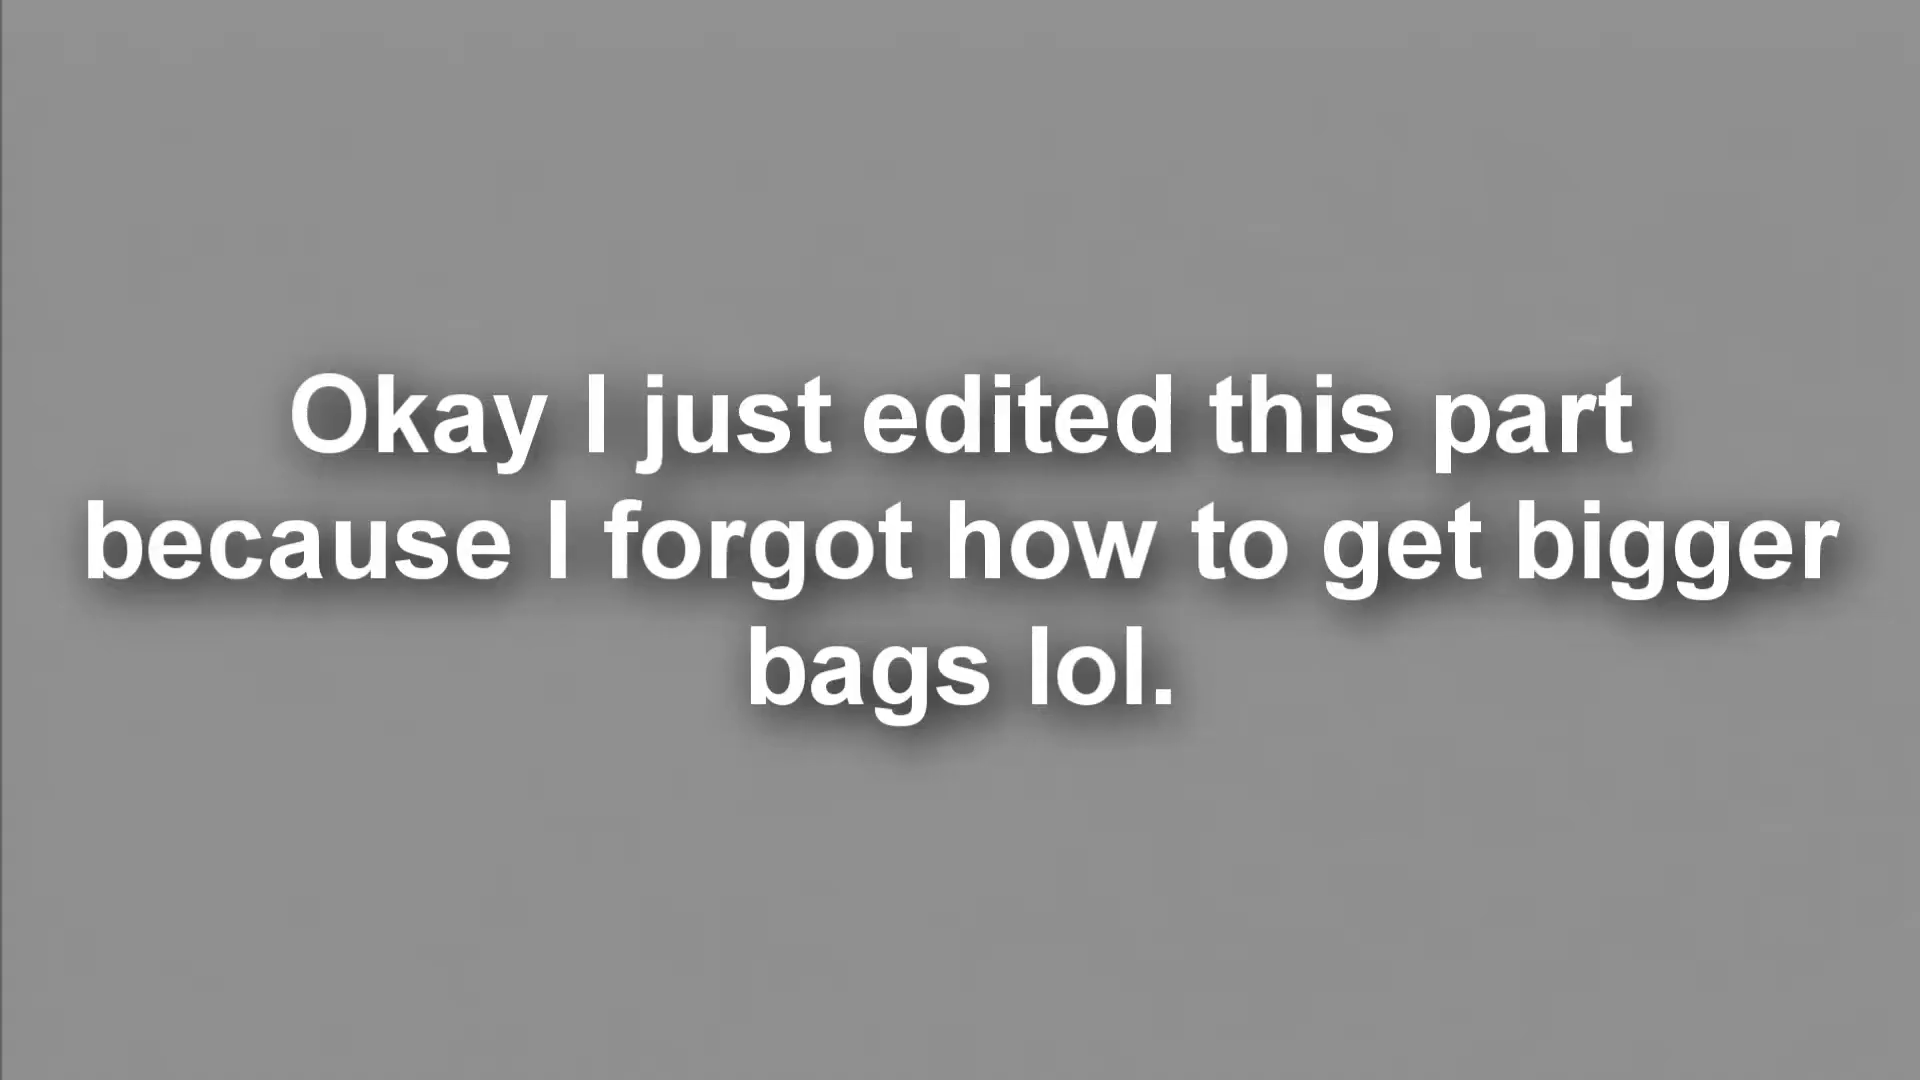 Okay I just edited this part
because I forgot how to get bigger
bags lol.